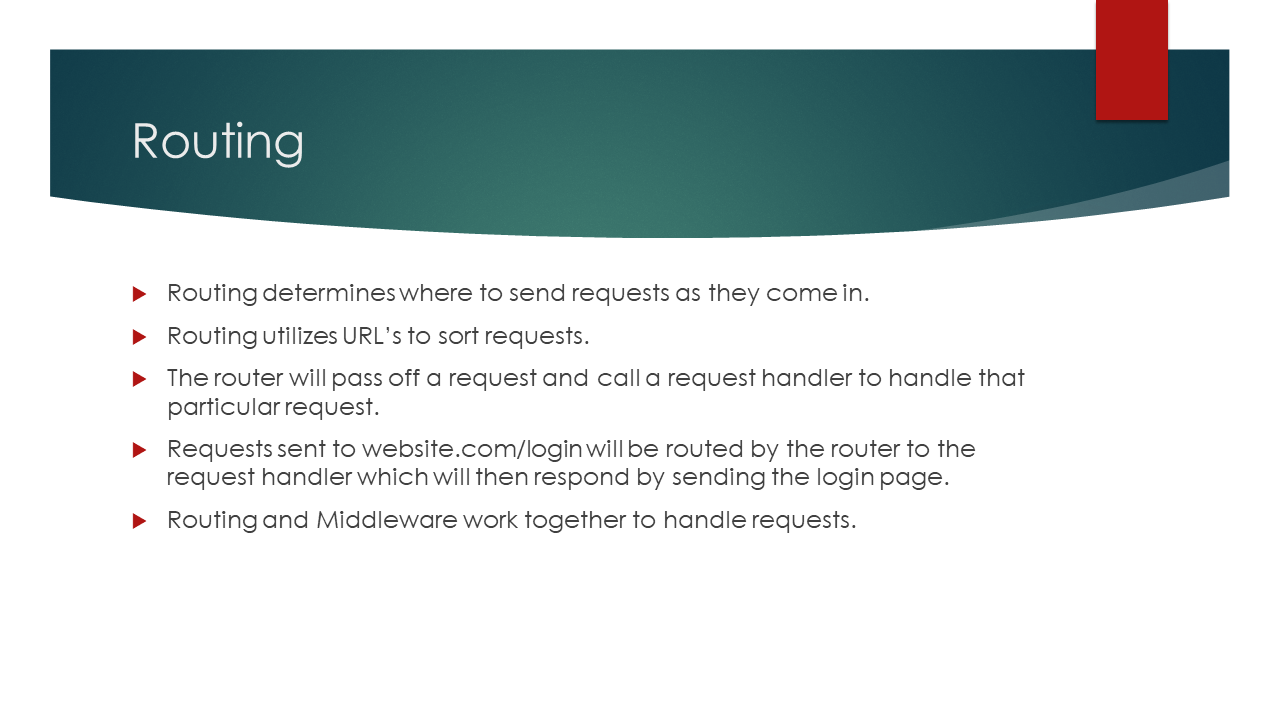 Routing
Routing determines where to send requests as they come in.
Routing utilizes URL’s to sort requests.
The router will pass off a request and call a request handler to handle that
particular request.
Requests sent to website.com/login will be routed by the router to the
request handler which will then respond by sending the login page.
Routing and Middleware work together to handle requests.